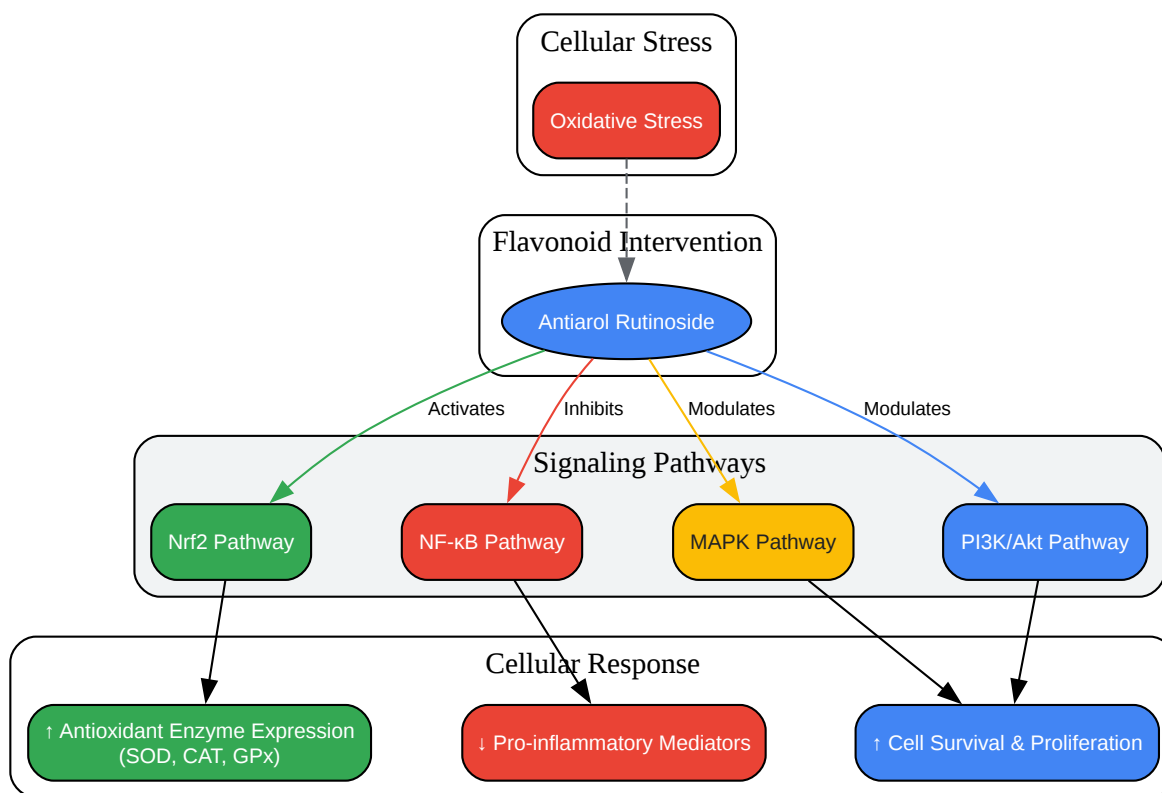 Cellular Stress
Oxidative Stress
Flavonoid Intervention
Antiarol Rutinoside
Activates
Inhibits
Modulates
Modulates
Signaling Pathways
Nrf2 Pathway
NF-κB Pathway
MAPK Pathway
PI3K/Akt Pathway
Cellular Response
↑ Antioxidant Enzyme Expression
(SOD, CAT, GPx)
↓ Pro-inflammatory Mediators
↑ Cell Survival & Proliferation